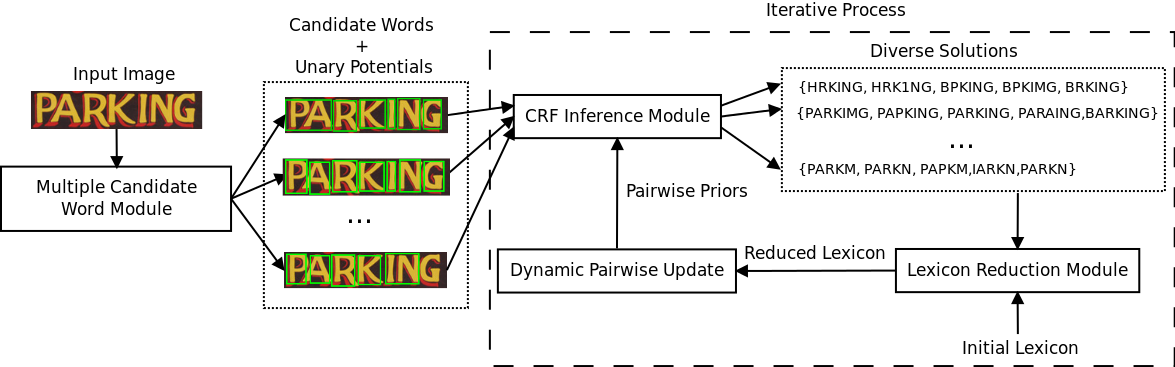 Iterative Process
Candidate Words
+
Unary Potentials
Input Image
PARKING
Multiple Candidate
Word Module
PARKING
PARKING
...
PARKING
CRF Inference Module
Diverse Solutions
{HRKING, HRK1NG, BPKING, BPKIMG, BRKING}
{PARKIMG, PAPKING, PARKING, PARAING,BARKING}
...
{PARKM, PARKN, PAPKM,IARKN,PARKN}
Pairwise Priors
Dynamic Pairwise Update
Reduced Lexicon
Lexicon Reduction Module
Initial Lexicon